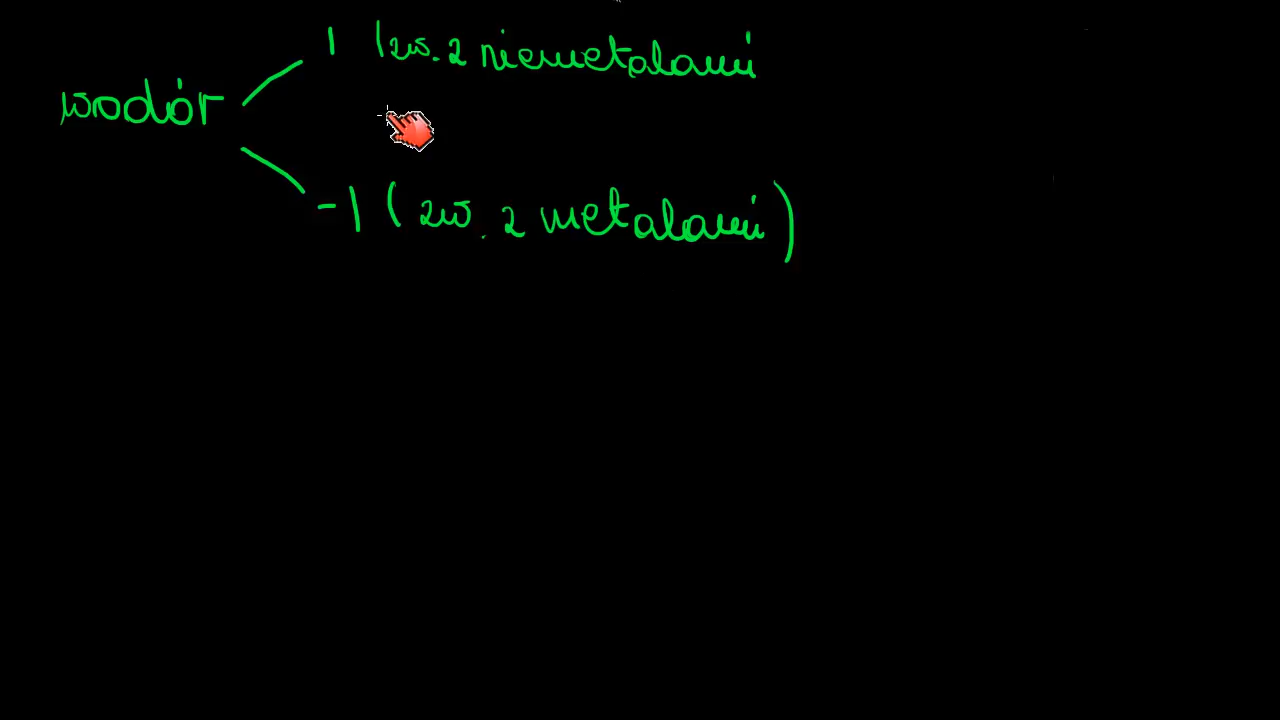 1 (zw. z niemetalami
wodór
-1 (zw. z metalami)